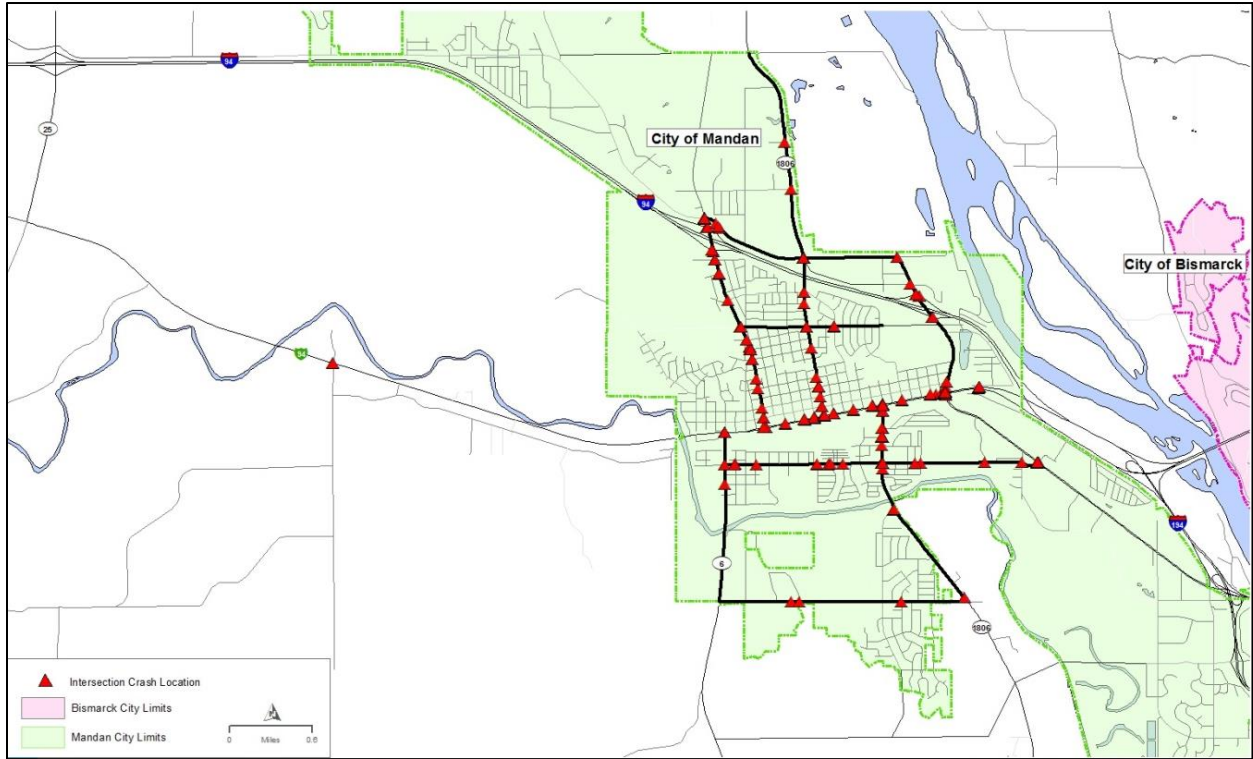 94
25
City of Mandan
1806
94
City of Bismarck
94
194
6
1806
Intersection Crash Location
Bismarck City Limits
Mandan City Limits
N
0 Miles 0.6